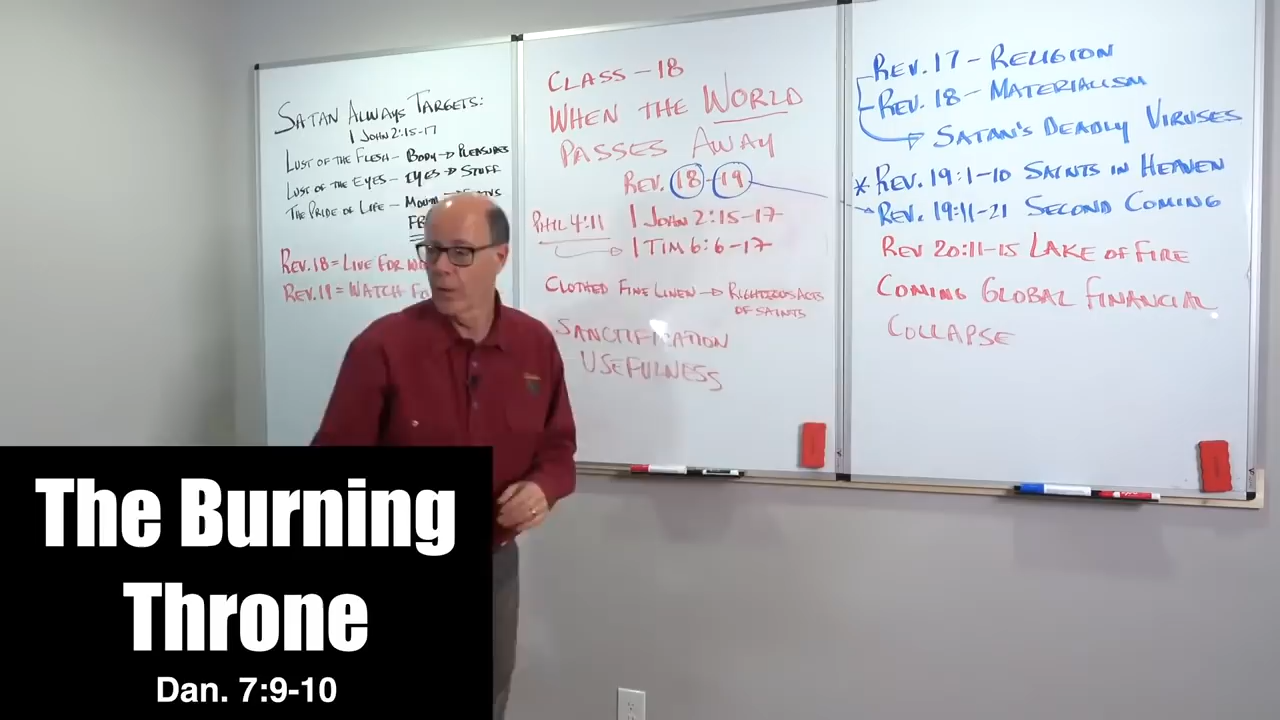 SATAN ALWAYS TARGETS:
1 JOHN 2:15-17
LUST OF THE FLESH - BODY → PLEASURES
LUST OF THE EYES - EYES → STUFF
THE PRIDE OF LIFE -
REV. 18 = LIVE FOR
REV. 19 = WATCH
CLASS - 18
WHEN THE WORLD
PASSES AWAY
REV. 18-19
PHIL 4:11 1 JOHN 2:15-17
→ 1 TIM 6:6-17
CLOTHED FINE LINEN → RIGHTEOUS ACTS
OF SAINTS
SANCTIFICATION
USEFULNESS
REV. 17 - RELIGION
REV. 18 - MATERIALISM
→ SATAN'S DEADLY VIRUSES
* REV. 19:1-10 SAINTS IN HEAVEN
REV. 19:11-21 SECOND COMING
REV 20:11-15 LAKE OF FIRE
COMING GLOBAL FINANCIAL
COLLAPSE
The Burning
Throne
Dan. 7:9-10